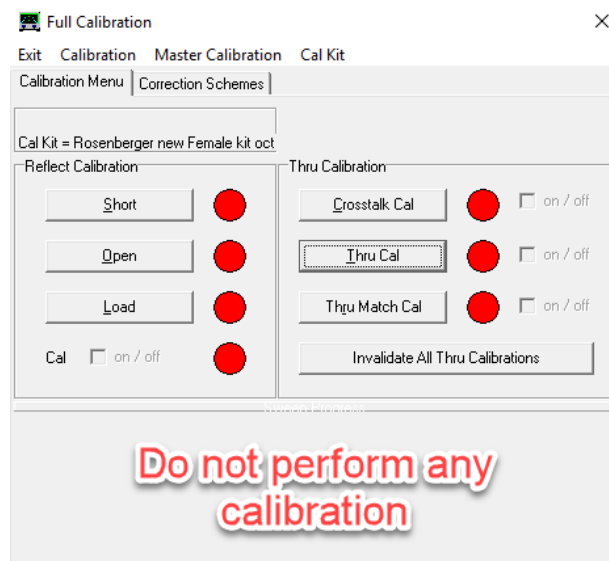 Full Calibration
Exit Calibration Master Calibration Cal Kit
Calibration Menu Correction Schemes
Cal Kit = Rosenberger new Female kit oct
Reflect Calibration
Short
Open
Load
Cal on / off
Thru Calibration
Crosstalk Cal on / off
Thru Cal on / off
Thru Match Cal on / off
Invalidate All Thru Calibrations
Do not perform any
calibration